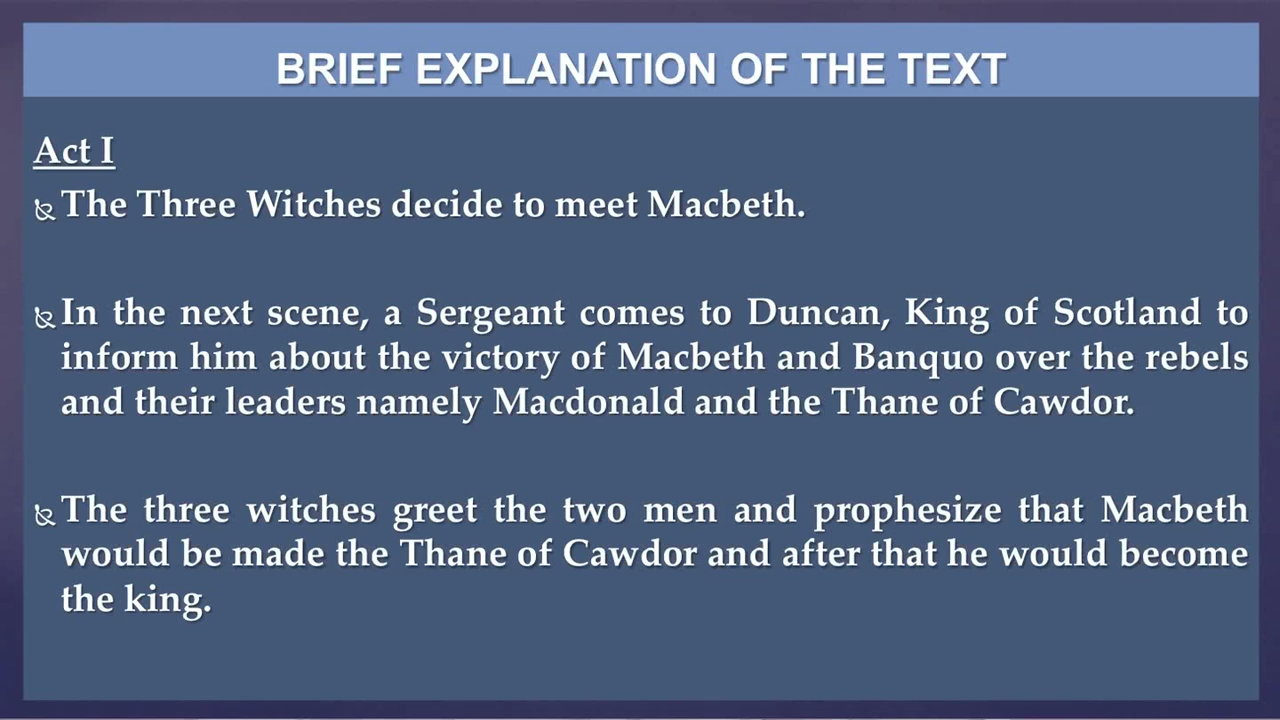 BRIEF EXPLANATION OF THE TEXT
Act I
The Three Witches decide to meet Macbeth.
In the next scene, a Sergeant comes to Duncan, King of Scotland to
inform him about the victory of Macbeth and Banquo over the rebels
and their leaders namely Macdonald and the Thane of Cawdor.
The three witches greet the two men and prophesize that Macbeth
would be made the Thane of Cawdor and after that he would become
the king.